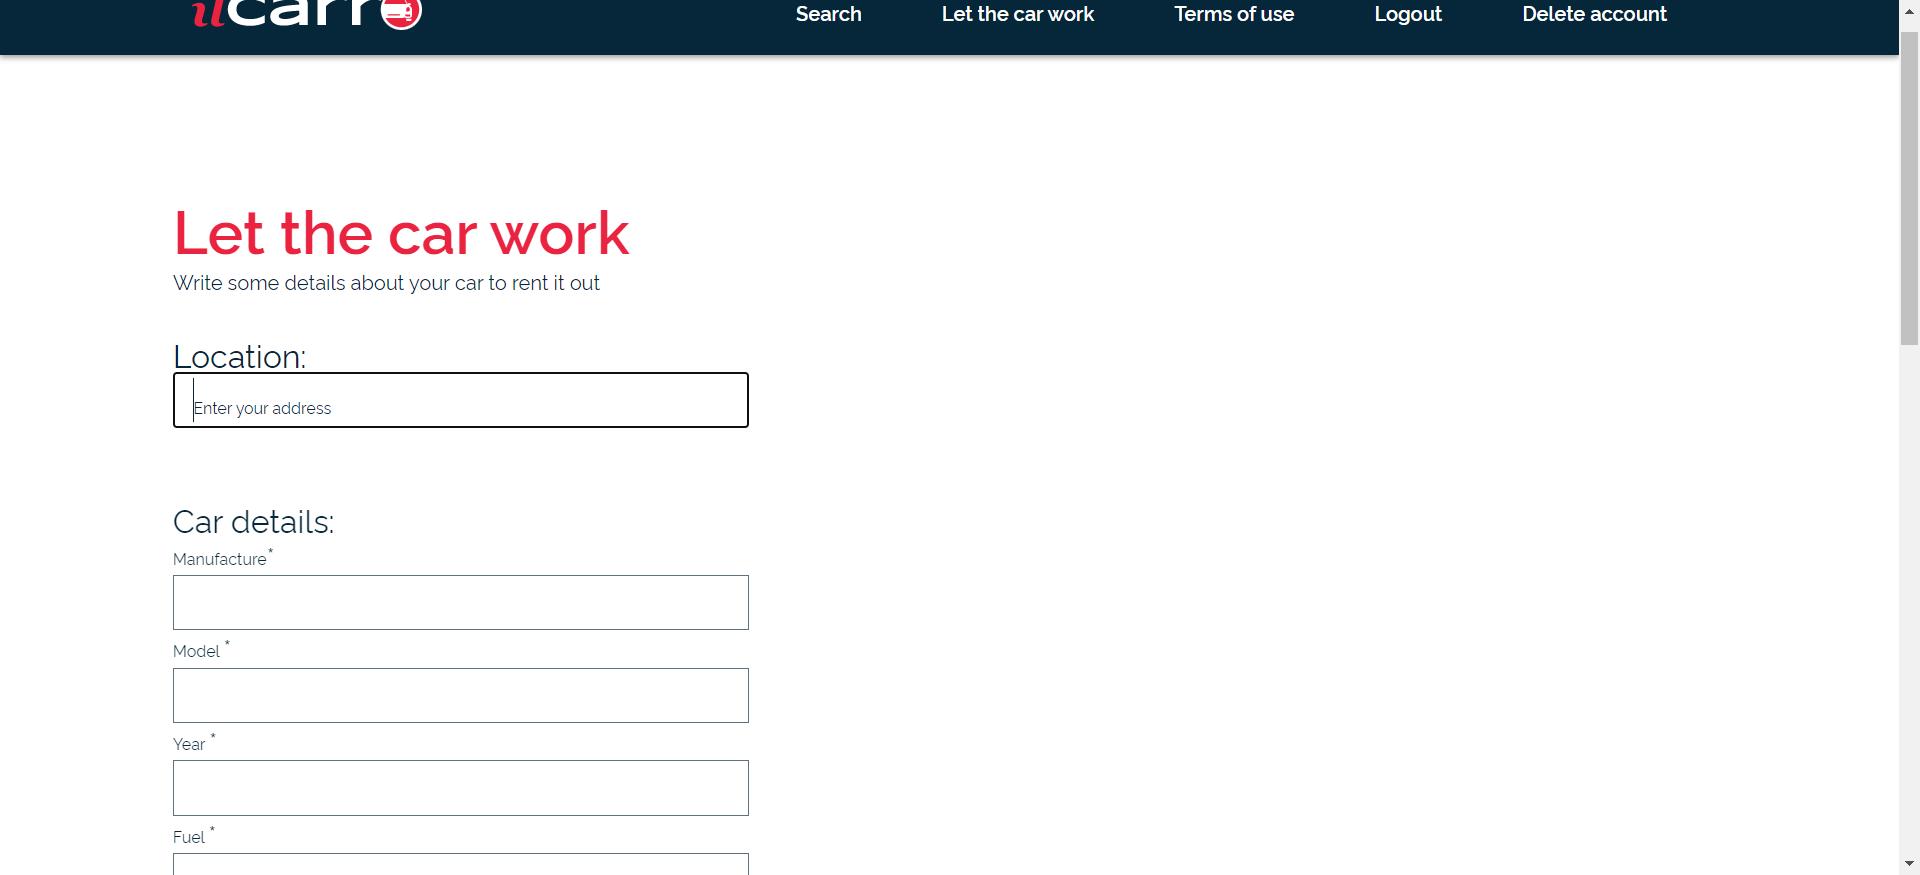 ilcarro
Search
Let the car work
Terms of use
Logout
Delete account
Let the car work
Write some details about your car to rent it out
Location:
Enter your address
Car details:
Manufacture*
Model *
Year *
Fuel *